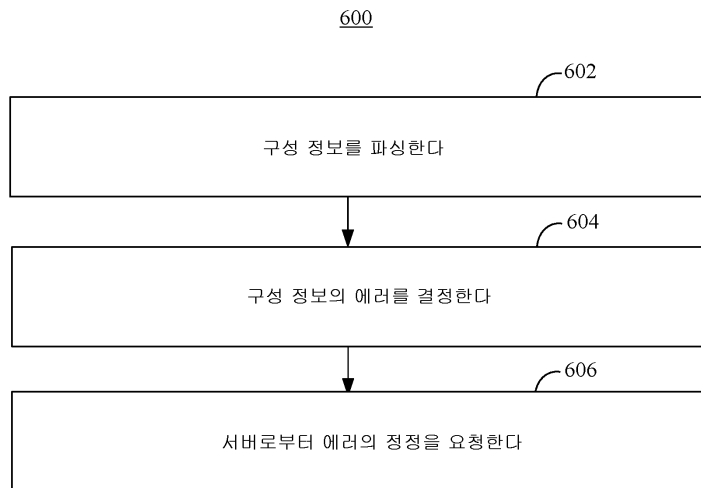 600
602
구성 정보를 파싱한다
604
구성 정보의 에러를 결정한다
606
서버로부터 에러의 정정을 요청한다